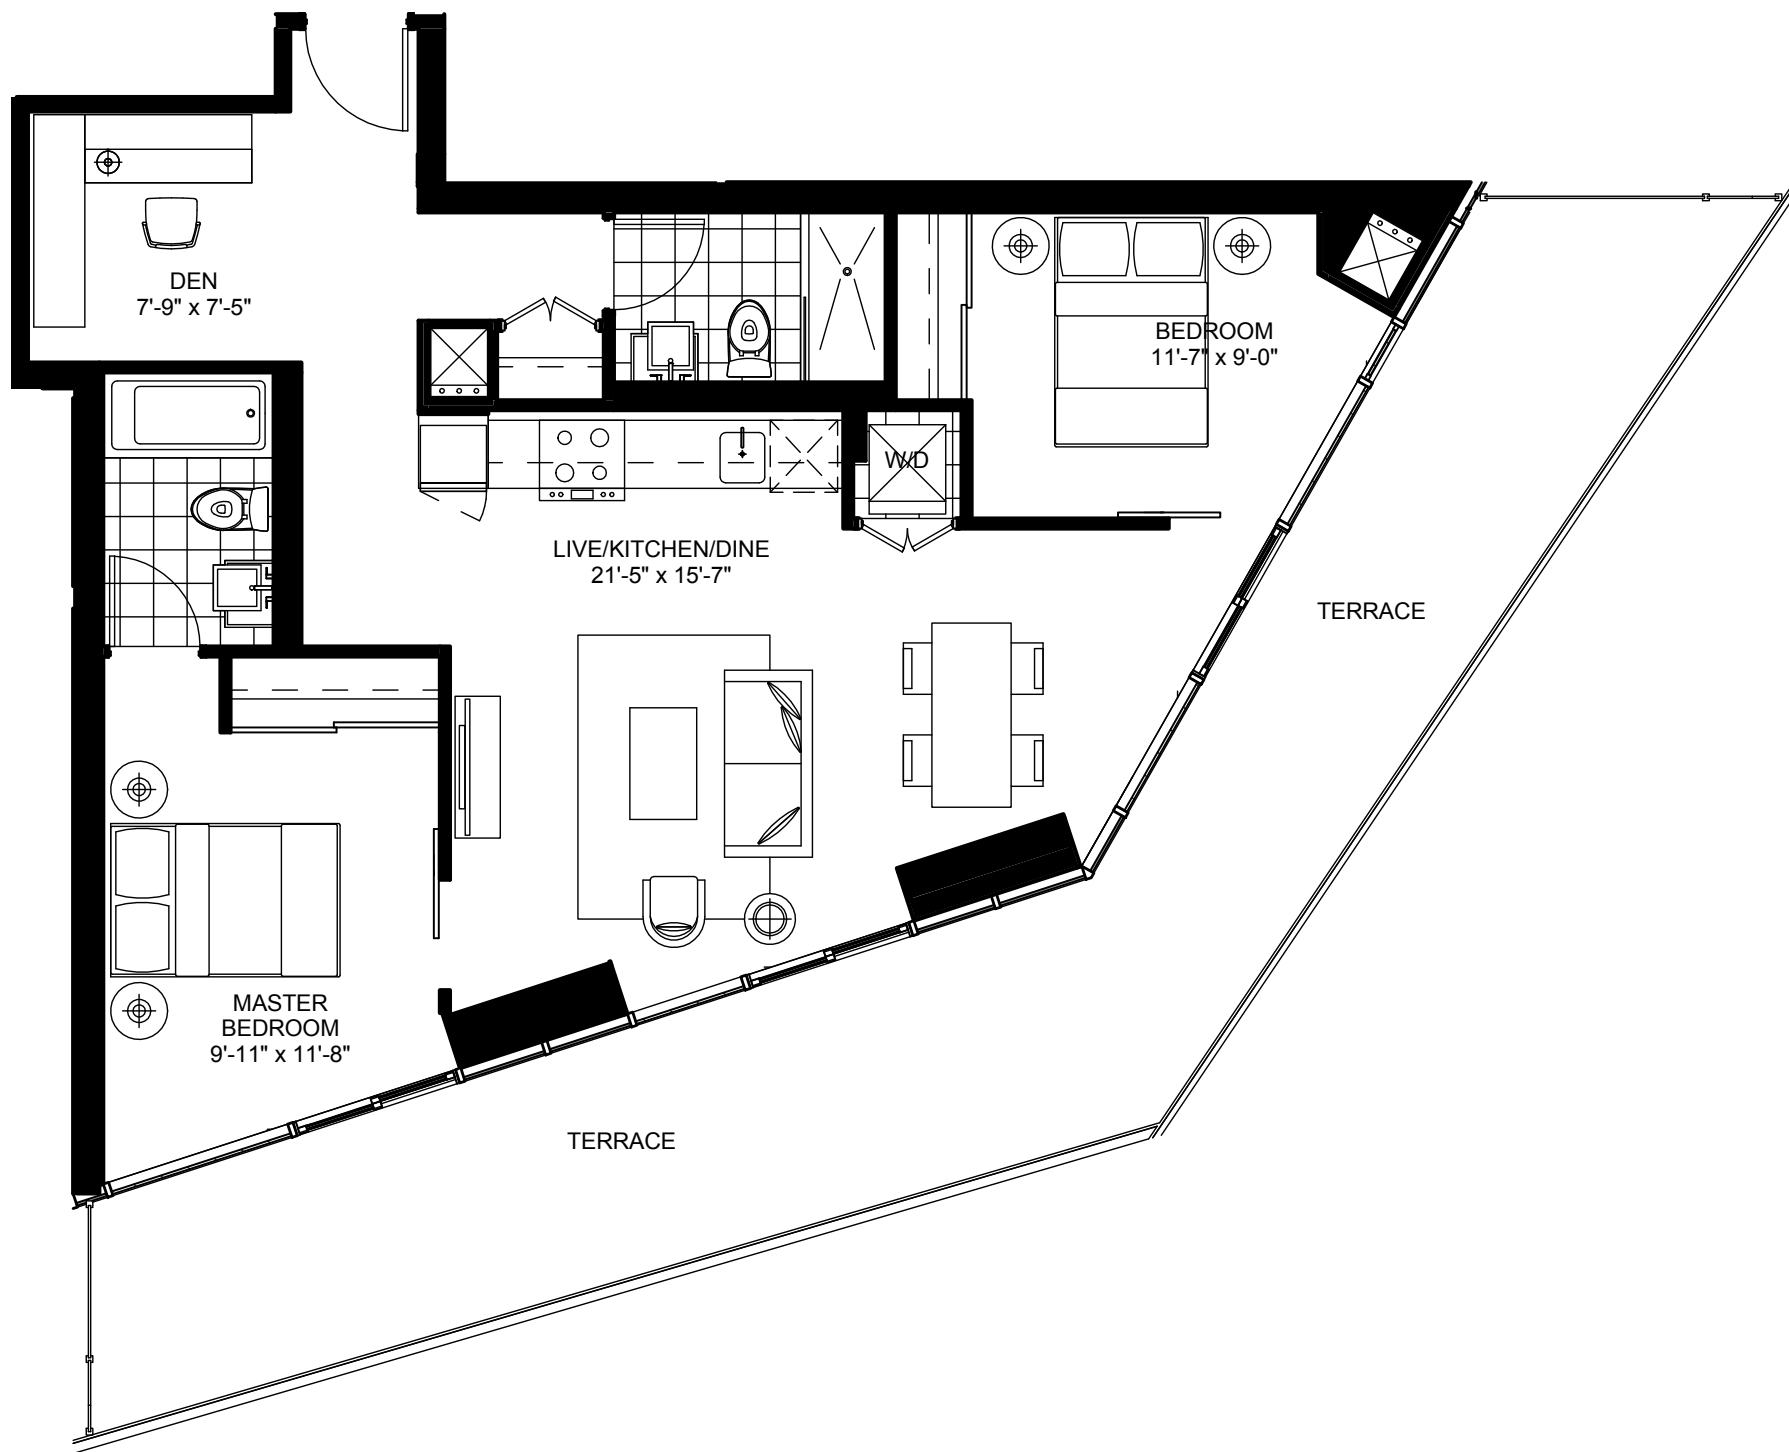 DEN
7'-9" x 7'-5"
BEDROOM
11'-7" x 9'-0"
W/D
LIVE/KITCHEN/DINE
21'-5" x 15'-7"
TERRACE
MASTER
BEDROOM
9'-11" x 11'-8"
TERRACE